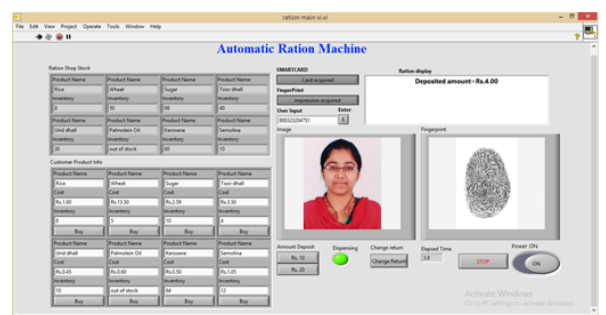 ration main vi.vi
File Edit View Project Operate Tools Window Help
Automatic Ration Machine
Ration Shop Stock
Product Name Product Name Product Name Product Name
Rice Wheat Sugar Toor dhall
Inventory Inventory Inventory Inventory
8 50 98 40
Product Name Product Name Product Name Product Name
Urid dhall Palmolein Oil Kerosene Semolina
Inventory Inventory Inventory Inventory
30 out of stock 60 10
Customer Product Info
Product Name Product Name Product Name Product Name
Rice Wheat Sugar Toor dhall
Cost Cost Cost Cost
Rs.1.00 Rs.13.50 Rs.2.59 Rs.3.50
Inventory Inventory Inventory Inventory
8 5 10 4
Buy Buy Buy Buy
Product Name Product Name Product Name Product Name
Urid dhall Palmolein Oil Kerosene Semolina
Cost Cost Cost Cost
Rs.0.45 Rs.0.60 Rs.0.50 Rs.1.05
Inventory Inventory Inventory Inventory
10 out of stock 64 12
Buy Buy Buy Buy
SMARTCARD
Card acquired
FingerPrint
Impression acquired
User Input Enter
Ration display
Deposited amount=Rs.4.00
Image Fingerprint
Amount Deposit Dispensing Change return Elapsed Time Power ON
Rs. 10
Rs. 20
Change Return
3.8
STOP
ON
Activate Windows
Go to PC settings to activate Windows.